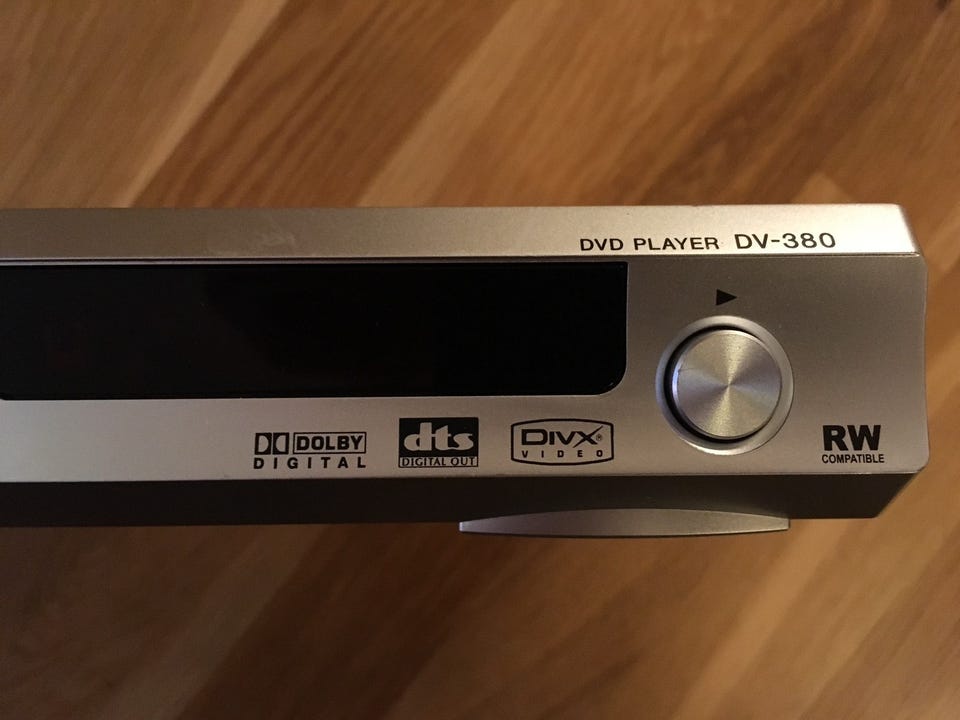 DVD PLAYER DV-380
DOLBY
DIGITAL
dts
DIGITAL OUT
DIVX®
VIDEO
RW
COMPATIBLE